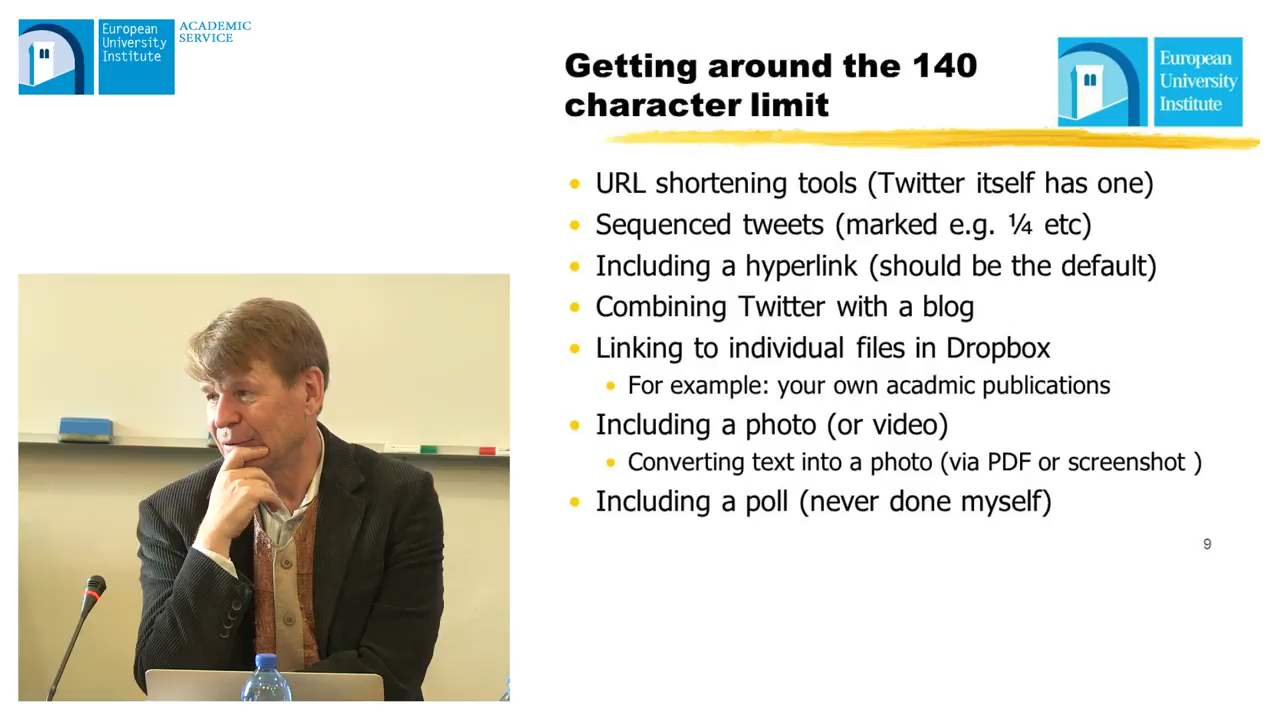 European
University
Institute
ACADEMIC
SERVICE
Getting around the 140
character limit
European
University
Institute
• URL shortening tools (Twitter itself has one)
• Sequenced tweets (marked e.g. ¼ etc)
• Including a hyperlink (should be the default)
• Combining Twitter with a blog
• Linking to individual files in Dropbox
• For example: your own acadmic publications
• Including a photo (or video)
• Converting text into a photo (via PDF or screenshot )
• Including a poll (never done myself)
9